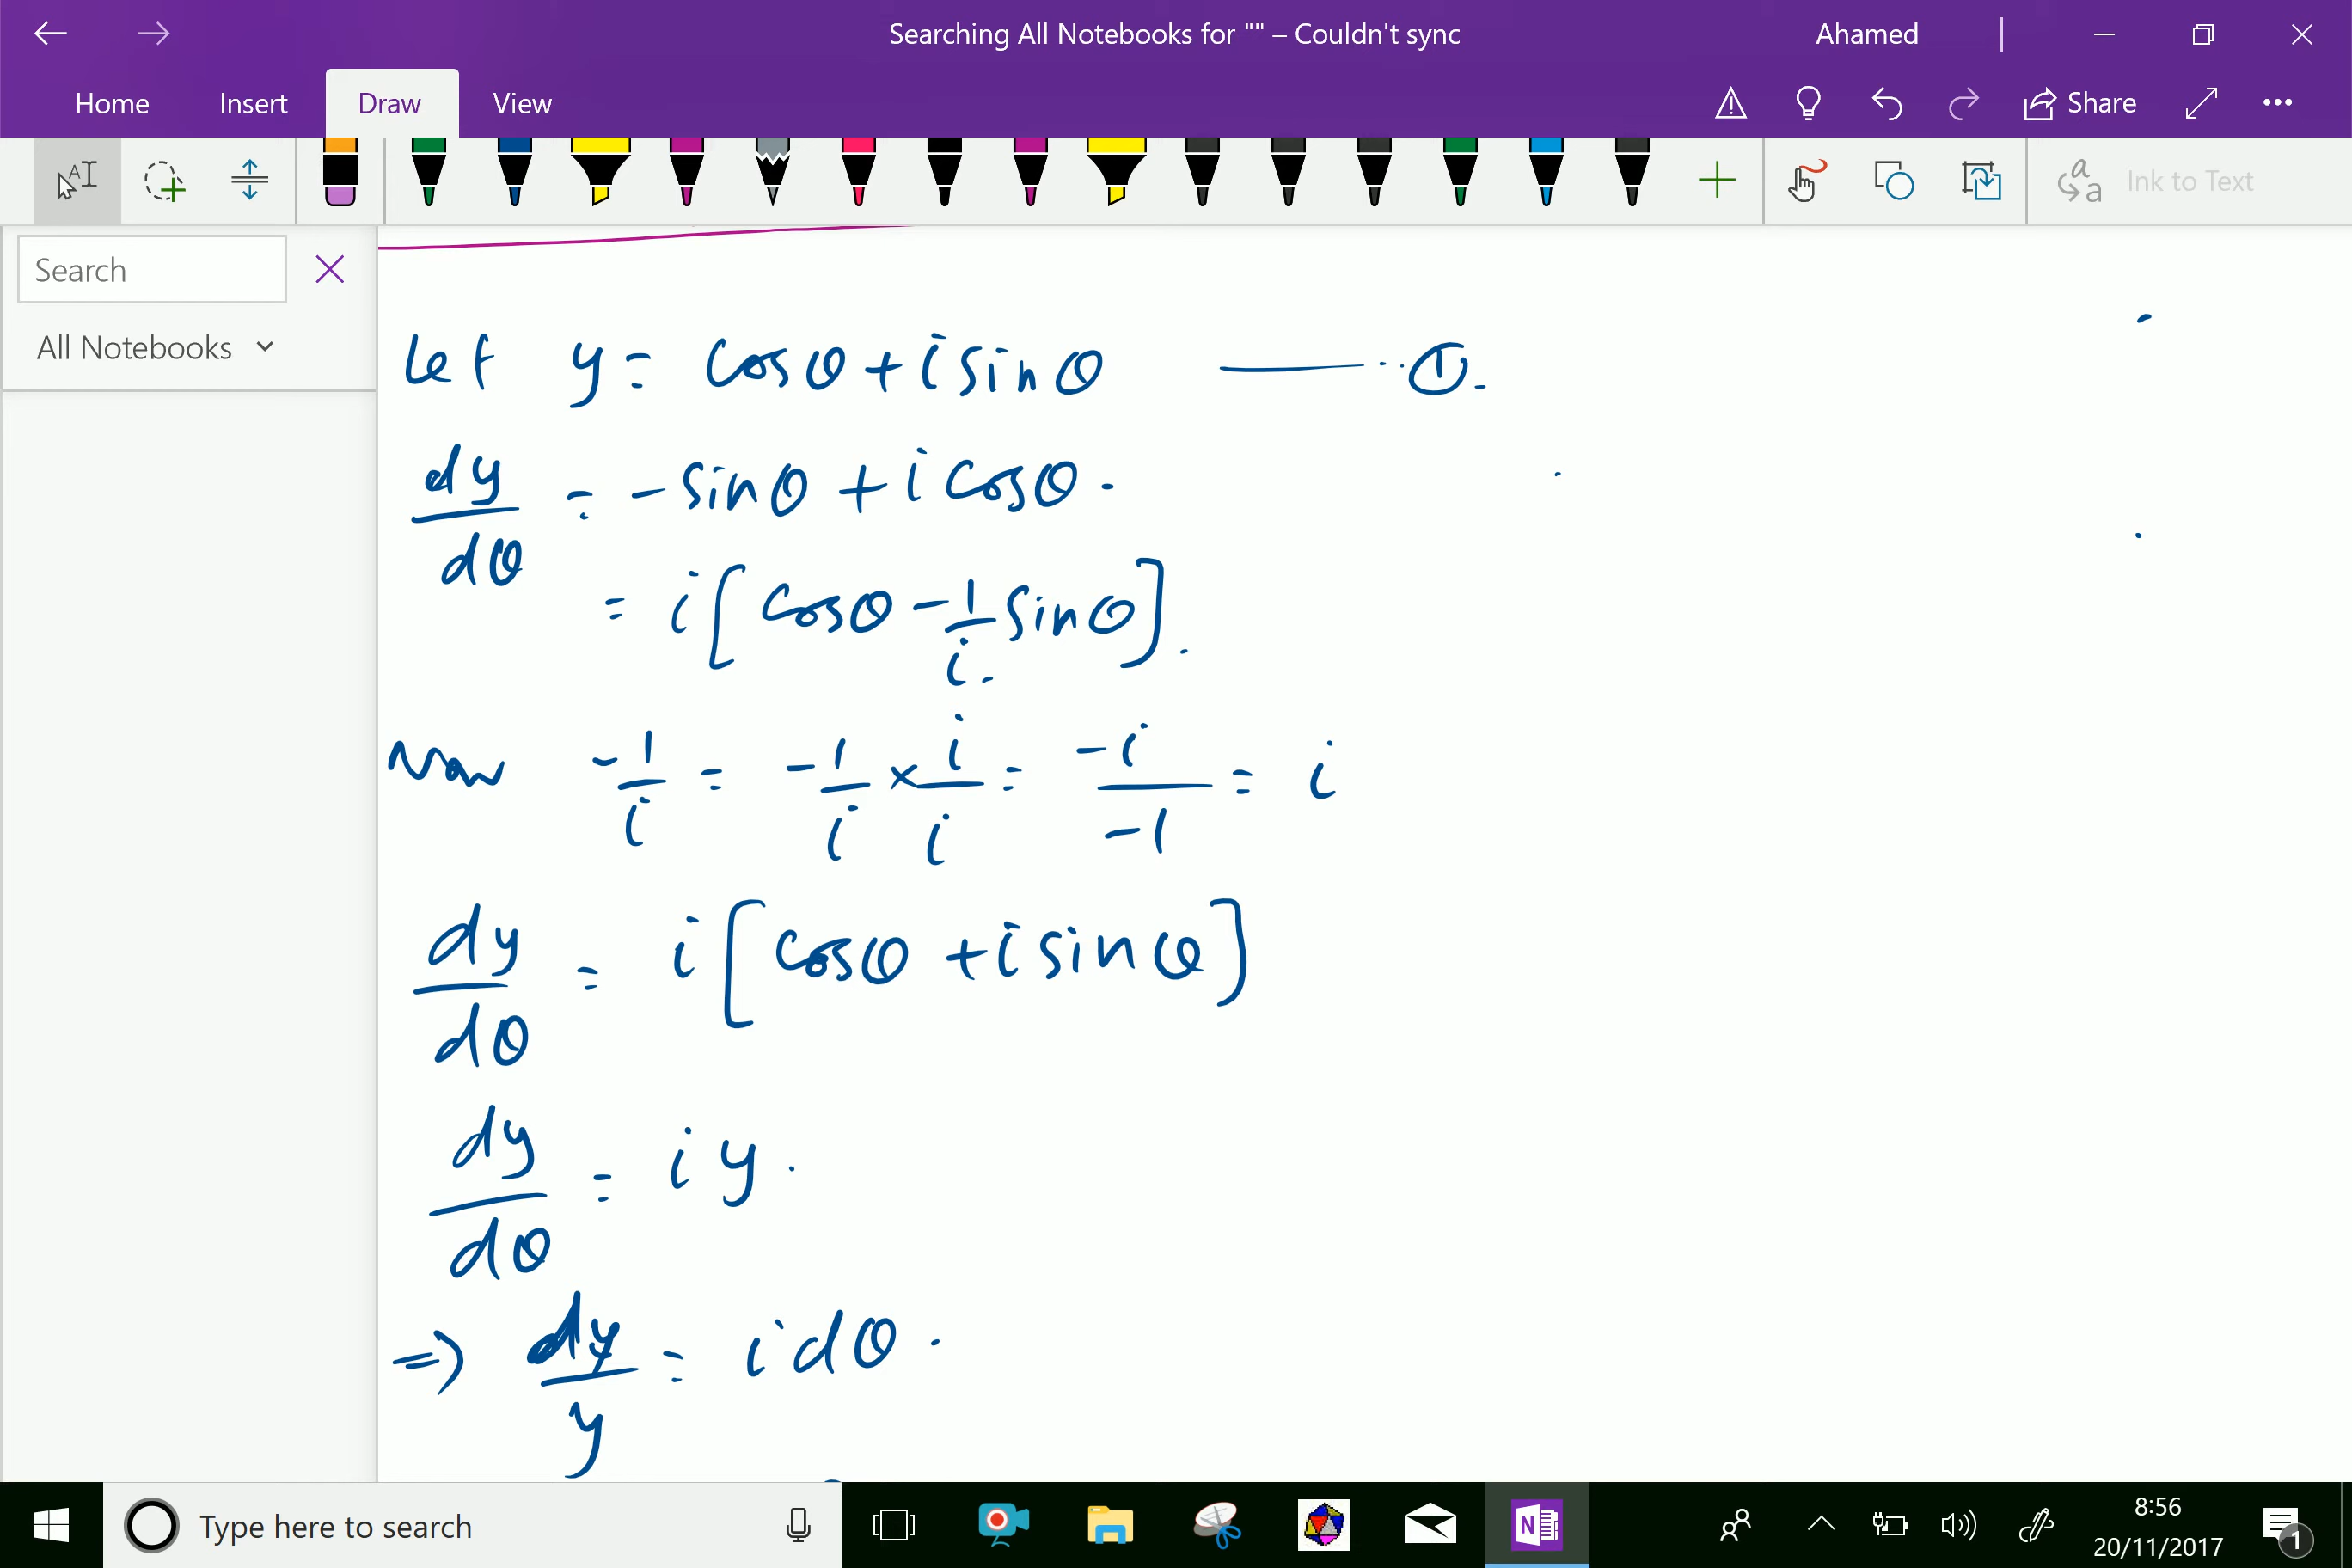 Searching All Notebooks for "" – Couldn't sync
Ahamed
Home Insert Draw View
Share
Ink to Text
Search
All Notebooks
Let y = cosθ + i sinθ ——— ①.
dy/dθ = - sinθ + i cosθ.
= i[cosθ - 1/i sinθ].
Now -1/i = -1/i × i/i = -i/-1 = i
dy/dθ = i[cosθ + i sinθ]
dy/dθ = i y.
⇒ dy/y = i dθ.
Type here to search
N
8:56
20/11/2017
1